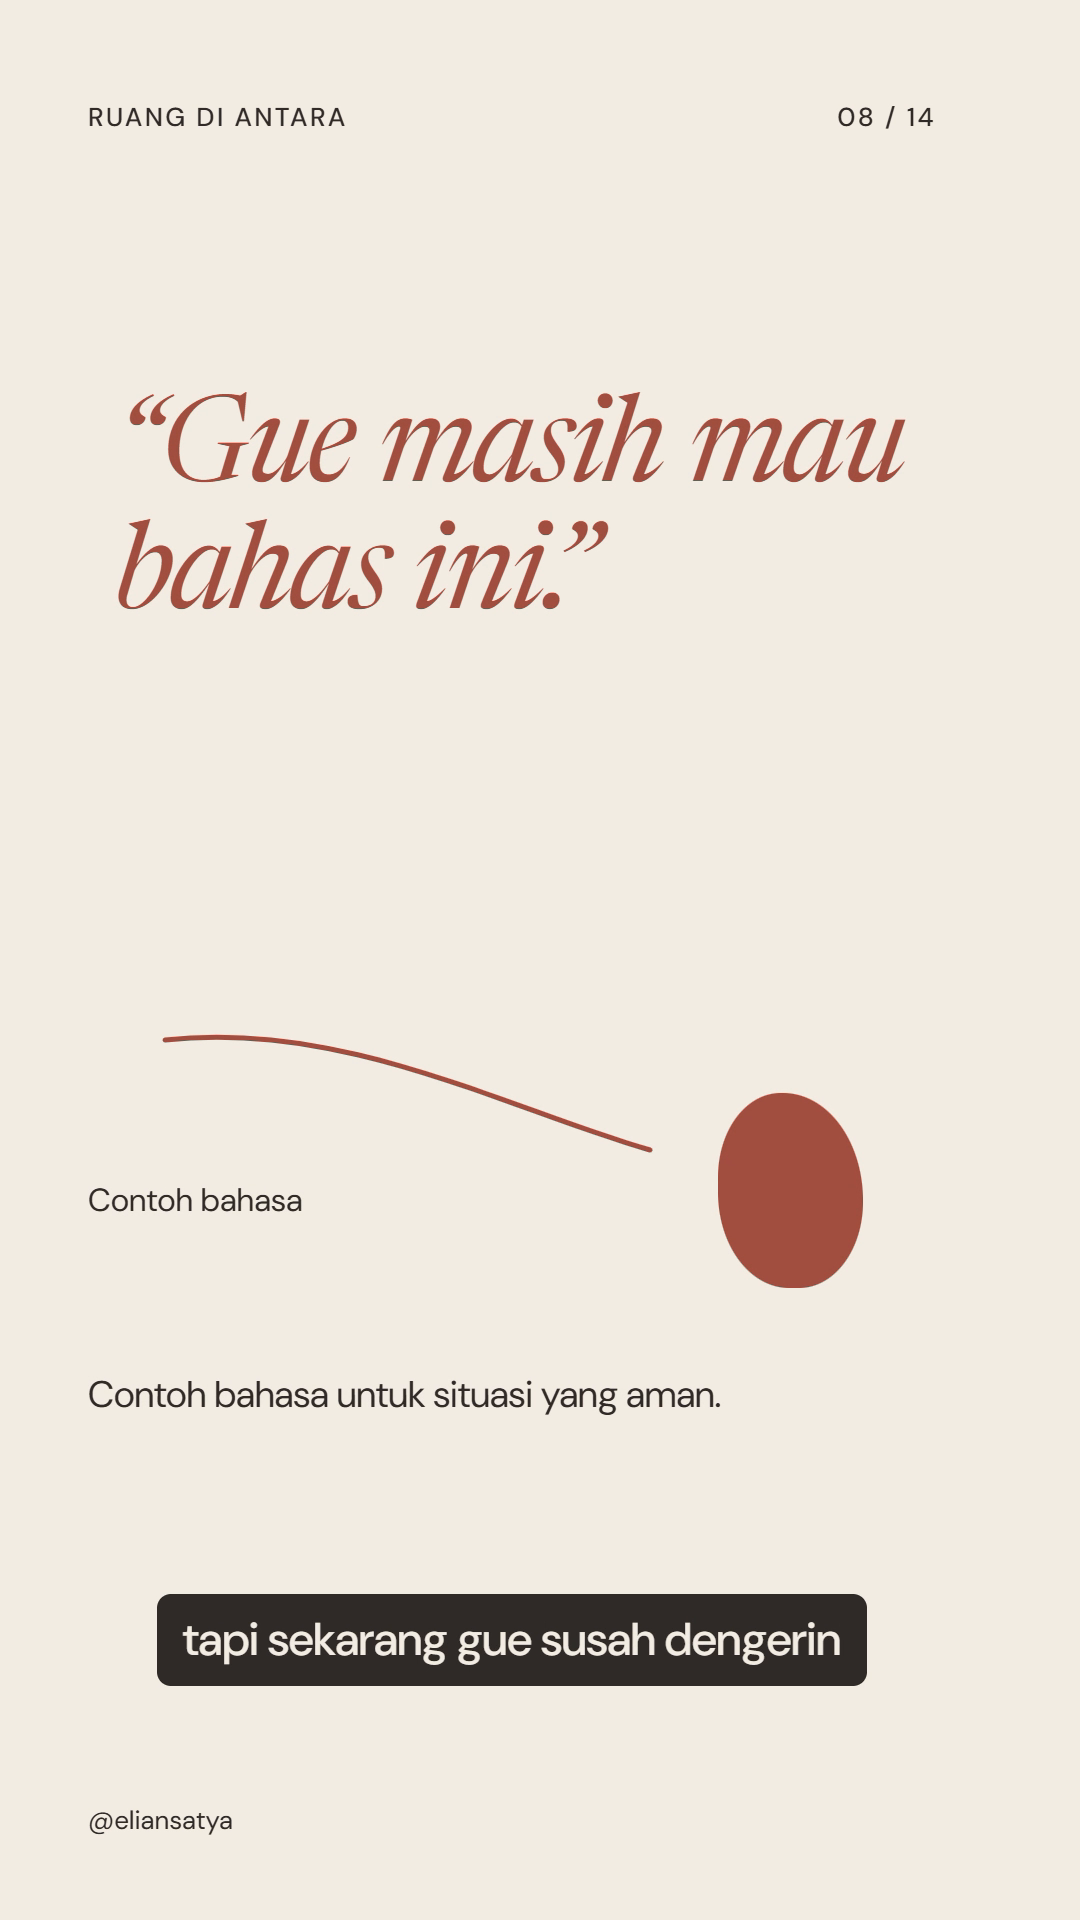 RUANG DI ANTARA
08 / 14
“Gue masih mau
bahas ini.”
Contoh bahasa
Contoh bahasa untuk situasi yang aman.
tapi sekarang gue susah dengerin
@eliansatya